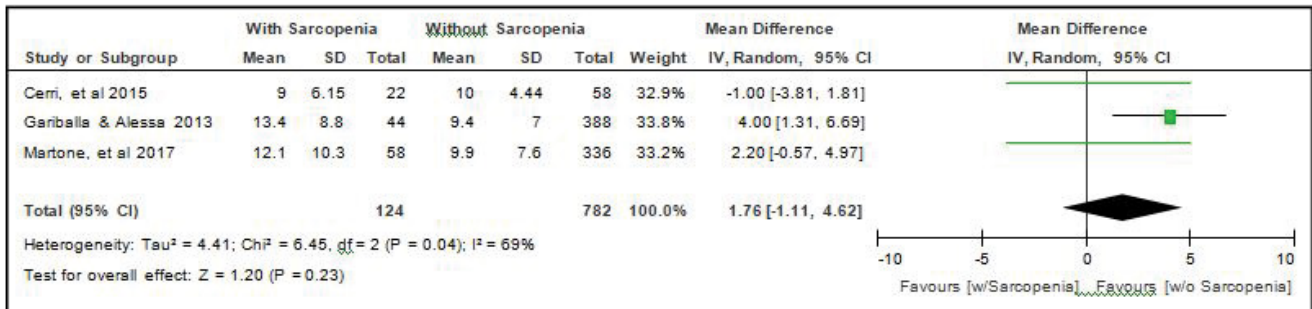 With Sarcopenia Without Sarcopenia Mean Difference Mean Difference
Study or Subgroup Mean SD Total Mean SD Total Weight IV, Random, 95% CI IV, Random, 95% CI
Cerri, et al 2015 9 6.15 22 10 4.44 58 32.9% -1.00 [-3.81, 1.81]
Gariballa & Alessa 2013 13.4 8.8 44 9.4 7 388 33.8% 4.00 [1.31, 6.69]
Martone, et al 2017 12.1 10.3 58 9.9 7.6 336 33.2% 2.20 [-0.57, 4.97]
Total (95% CI) 124 782 100.0% 1.76 [-1.11, 4.62]
Heterogeneity: Tau² = 4.41; Chi² = 6.45, df = 2 (P = 0.04); I² = 69%
Test for overall effect: Z = 1.20 (P = 0.23)
-10 -5 0 5 10
Favours [w/Sarcopenia] Favours [w/o Sarcopenia]